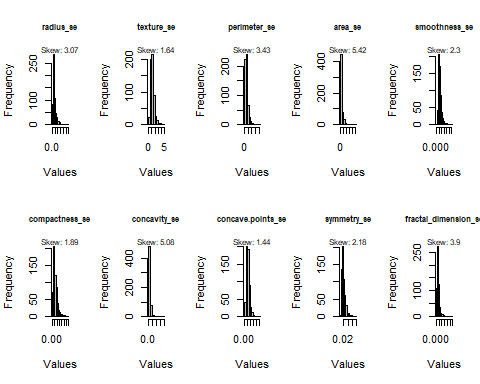 radius_se texture_se perimeter_se area_se smoothness_se
Skew: 3.07 Skew: 1.64 Skew: 3.43 Skew: 5.42 Skew: 2.3
Frequency 0 100 250 Frequency 0 50 150 Frequency 0 100 200 Frequency 0 200 400 Frequency 0 50 150
0.0 0 5 0 0 0.000
Values Values Values Values Values
compactness_se concavity_se concave.points_se symmetry_se fractal_dimension_se
Skew: 1.89 Skew: 5.08 Skew: 1.44 Skew: 2.18 Skew: 3.9
Frequency 0 50 150 Frequency 0 200 400 Frequency 0 50 150 Frequency 0 50 150 Frequency 0 100 250
0.00 0.0 0.00 0.02 0.000
Values Values Values Values Values